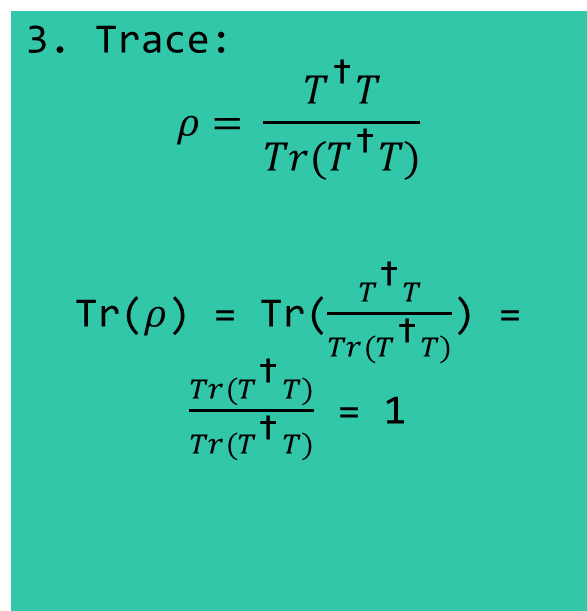 3. Trace:
ρ = T†T / Tr(T†T)
Tr(ρ) = Tr(T†T / Tr(T†T)) =
Tr(T†T) / Tr(T†T) = 1